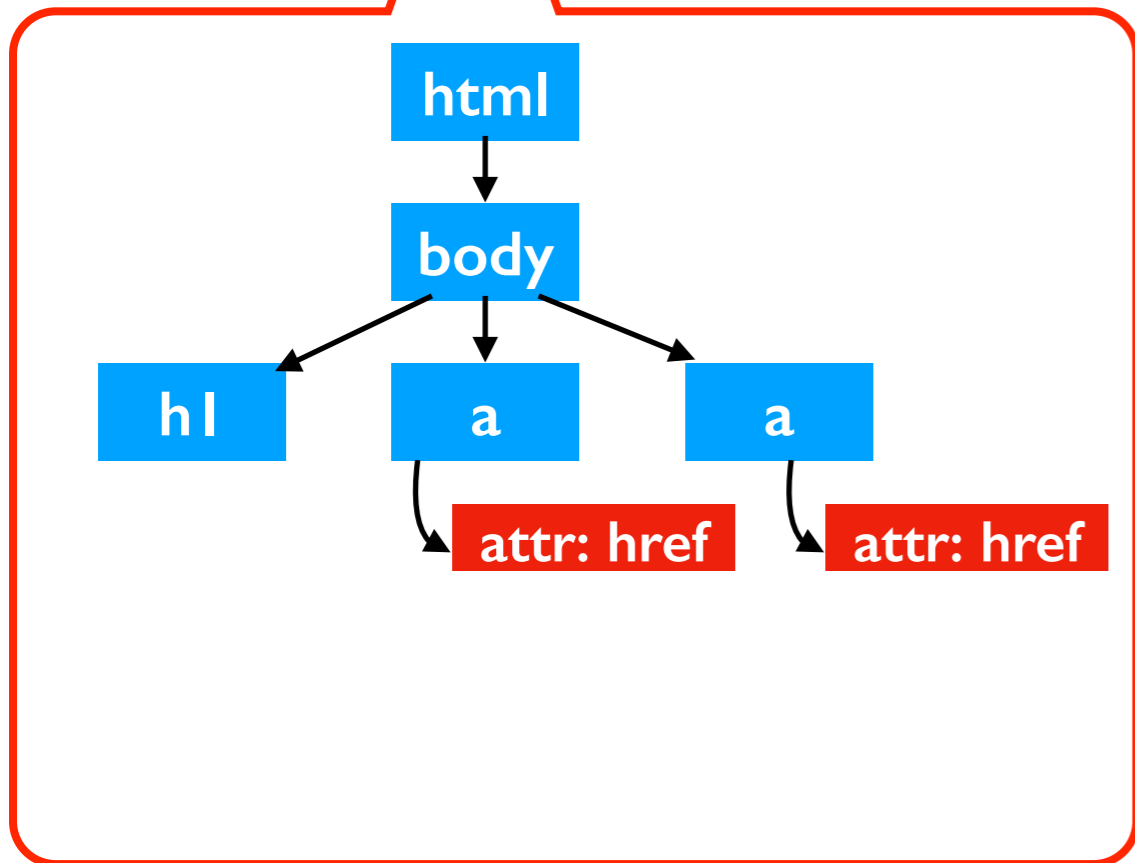 html
body
h1
a
a
attr: href
attr: href